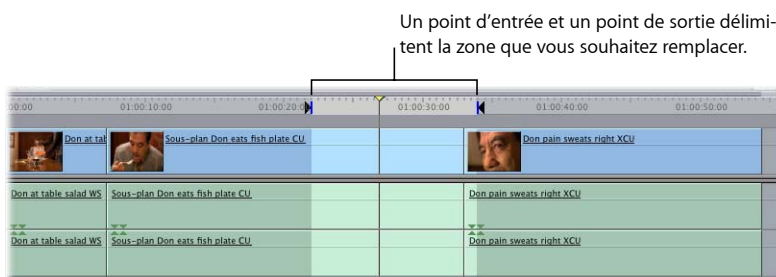 Un point d’entrée et un point de sortie délimi-
tent la zone que vous souhaitez remplacer.
00:00 01:00:10:00 01:00:20:0 01:00:30:00 01:00:40:00 01:00:50:00
Don at tab Sous-plan Don eats fish plate CU Don pain sweats right XCU
Don at table salad WS Sous-plan Don eats fish plate CU Don pain sweats right XCU
Don at table salad WS Sous-plan Don eats fish plate CU Don pain sweats right XCU